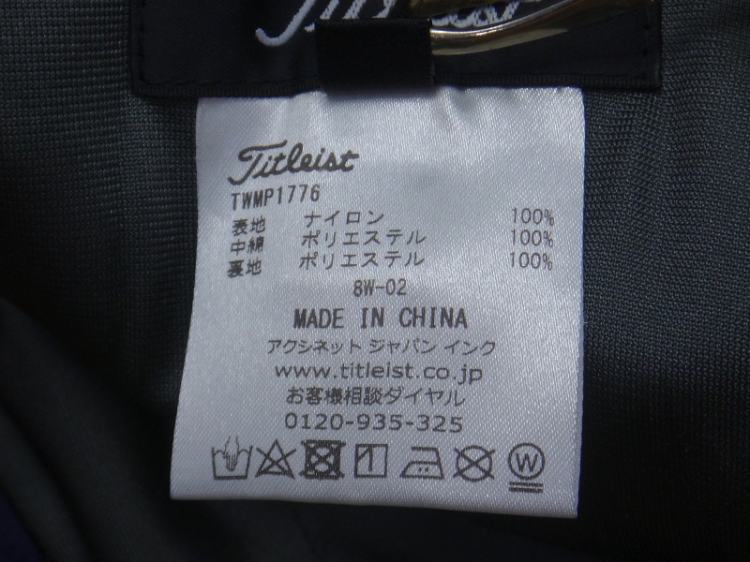 Titleist
Titleist
TWMP1776
表地 ナイロン 100%
中綿 ポリエステル 100%
裏地 ポリエステル 100%
8W-02
MADE IN CHINA
アクシネット ジャパン インク
www.titleist.co.jp
お客様相談ダイヤル
0120-935-325
W